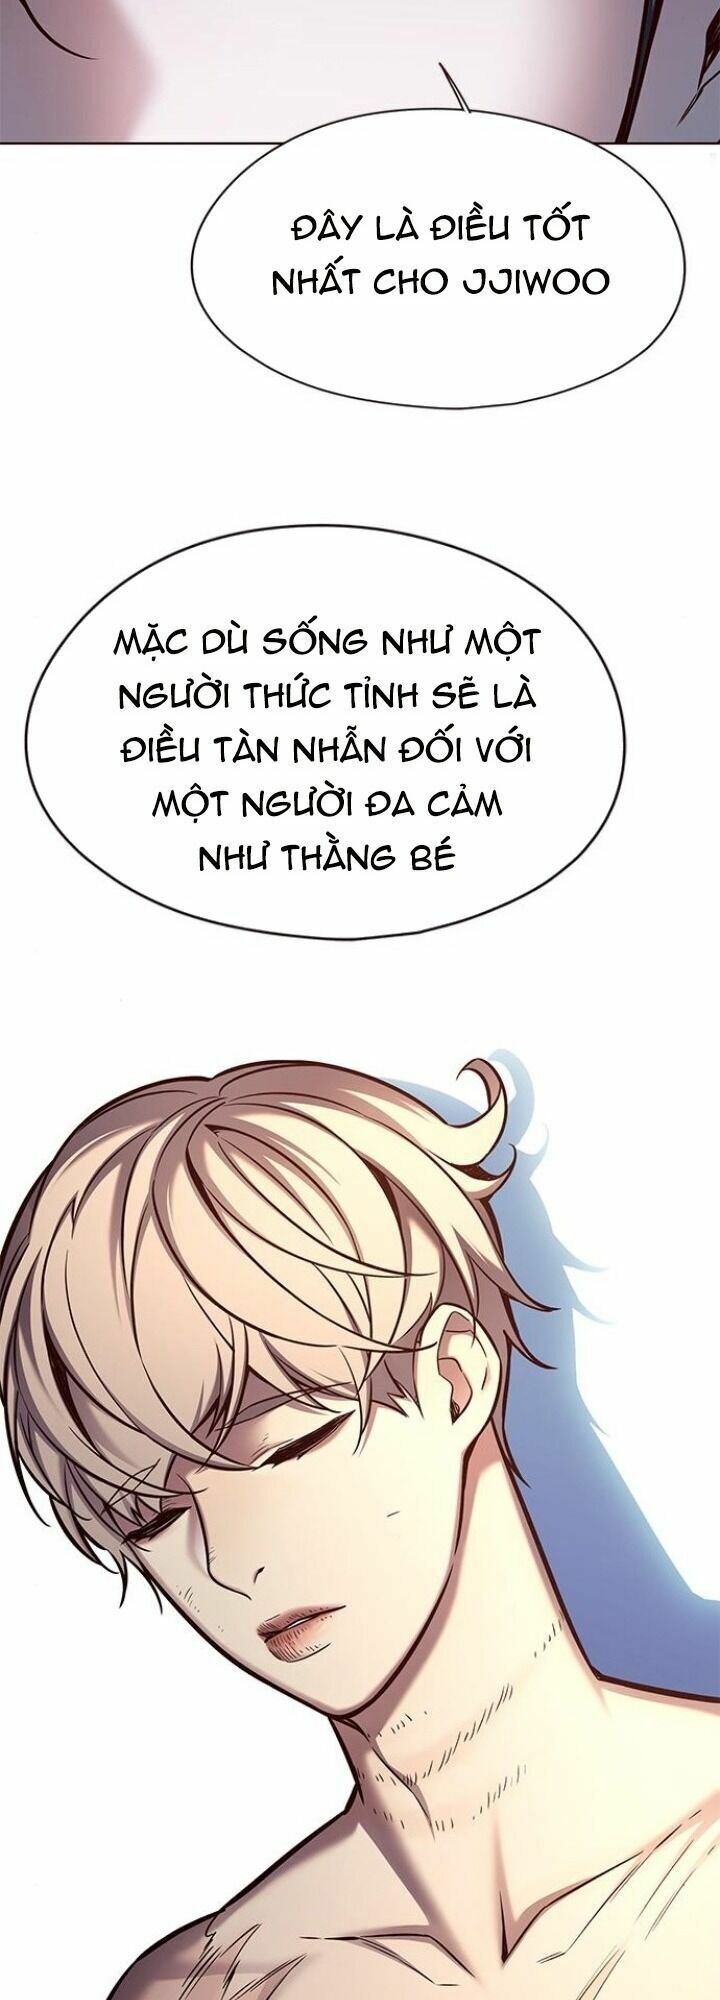 ĐÂY LÀ ĐIỀU TỐT
NHẤT CHO JJIWOO
MẶC DÙ SỐNG NHƯ MỘT
NGƯỜI THỨC TỈNH SẼ LÀ
ĐIỀU TÀN NHẪN ĐỐI VỚI
MỘT NGƯỜI ĐA CẢM
NHƯ THẰNG BÉ